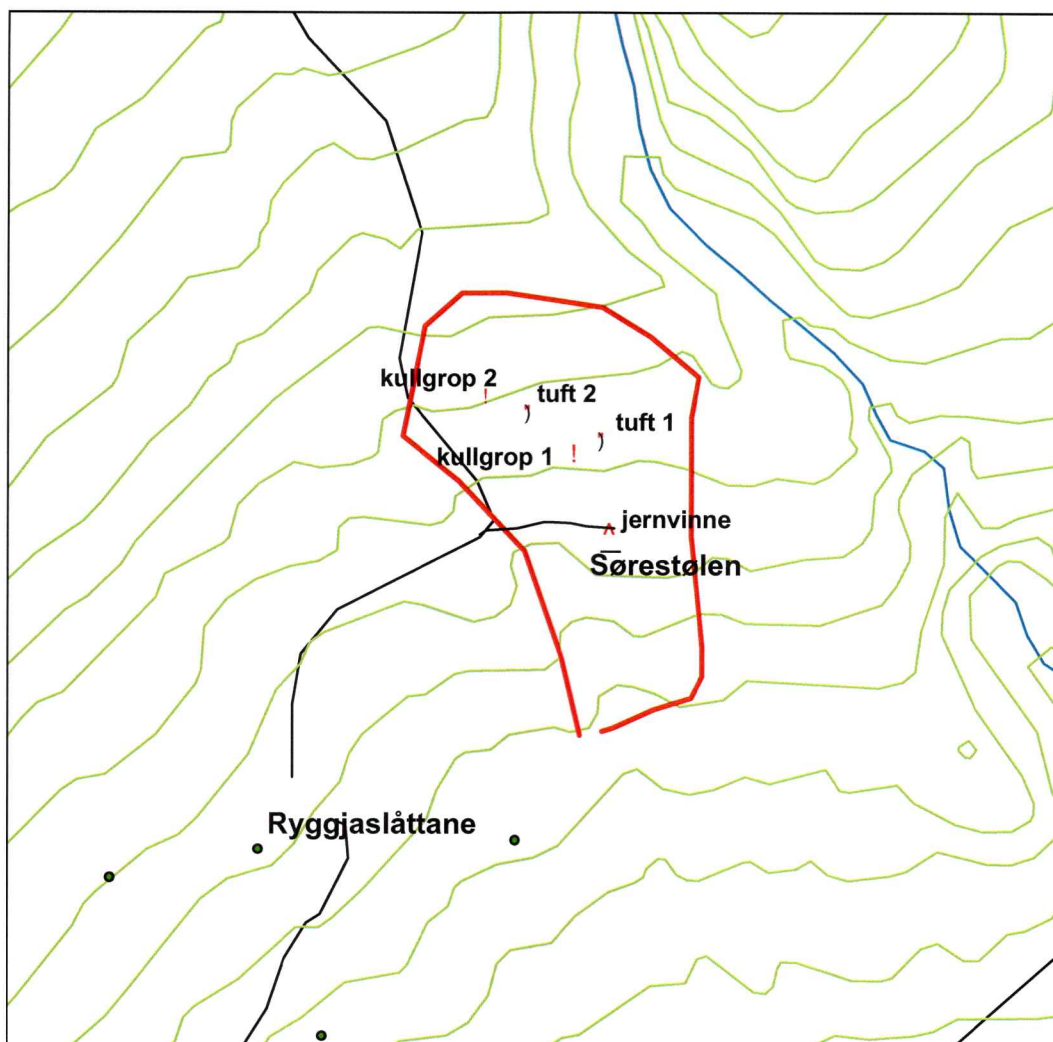 kullgrop 2
tuft 2
tuft 1
kullgrop 1
jernvinne
Sørestølen
Ryggjaslåttane